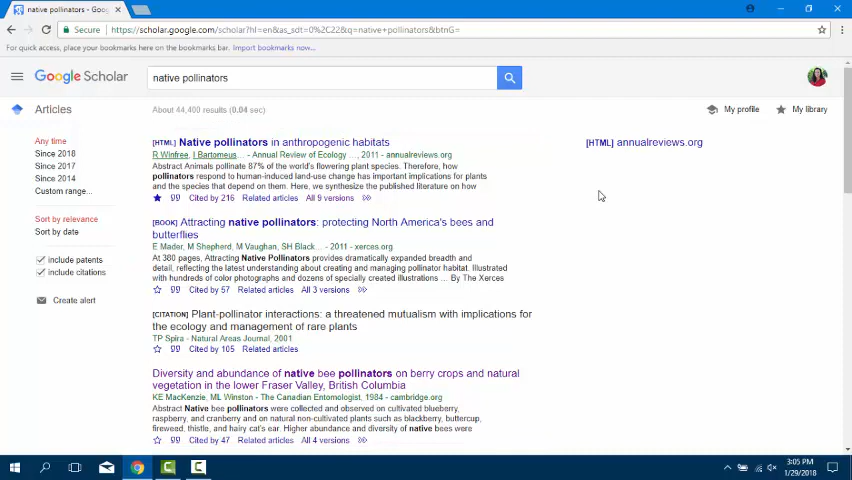 native pollinators - Goog
Secure https://scholar.google.com/scholar?hl=en&as_sdt=0%2C22&q=native+pollinators&btnG=
For quick access, place your bookmarks here on the bookmarks bar. Import bookmarks now...
Google Scholar
native pollinators
Articles
About 44,400 results (0.04 sec)
My profile
My library
Any time
Since 2018
Since 2017
Since 2014
Custom range...
Sort by relevance
Sort by date
include patents
include citations
Create alert
[HTML] Native pollinators in anthropogenic habitats
R Winfree, I Bartomeus... - Annual Review of Ecology ..., 2011 - annualreviews.org
Abstract Animals pollinate 87% of the world's flowering plant species. Therefore, how
pollinators respond to human-induced land-use change has important implications for plants
and the species that depend on them. Here, we synthesize the published literature on how
Cited by 216 Related articles All 9 versions
[HTML] annualreviews.org
[BOOK] Attracting native pollinators: protecting North America's bees and
butterflies
E Mader, M Shepherd, M Vaughan, SH Black... - 2011 - xerces.org
At 380 pages, Attracting Native Pollinators provides dramatically expanded breadth and
detail, reflecting the latest understanding about creating and managing pollinator habitat. Illustrated
with hundreds of color photographs and dozens of specially created illustrations ... By The Xerces
Cited by 57 Related articles All 3 versions
[CITATION] Plant-pollinator interactions: a threatened mutualism with implications for
the ecology and management of rare plants
TP Spira - Natural Areas Journal, 2001
Cited by 105 Related articles
Diversity and abundance of native bee pollinators on berry crops and natural
vegetation in the lower Fraser Valley, British Columbia
KE MacKenzie, ML Winston - The Canadian Entomologist, 1984 - cambridge.org
Abstract Native bee pollinators were collected and observed on cultivated blueberry,
raspberry, and cranberry and on natural non-cultivated plants such as blackberry, buttercup,
fireweed, thistle, and hairy cat's ear. Higher abundance and diversity of native bees were
Cited by 47 Related articles All 4 versions
3:05 PM
1/29/2018